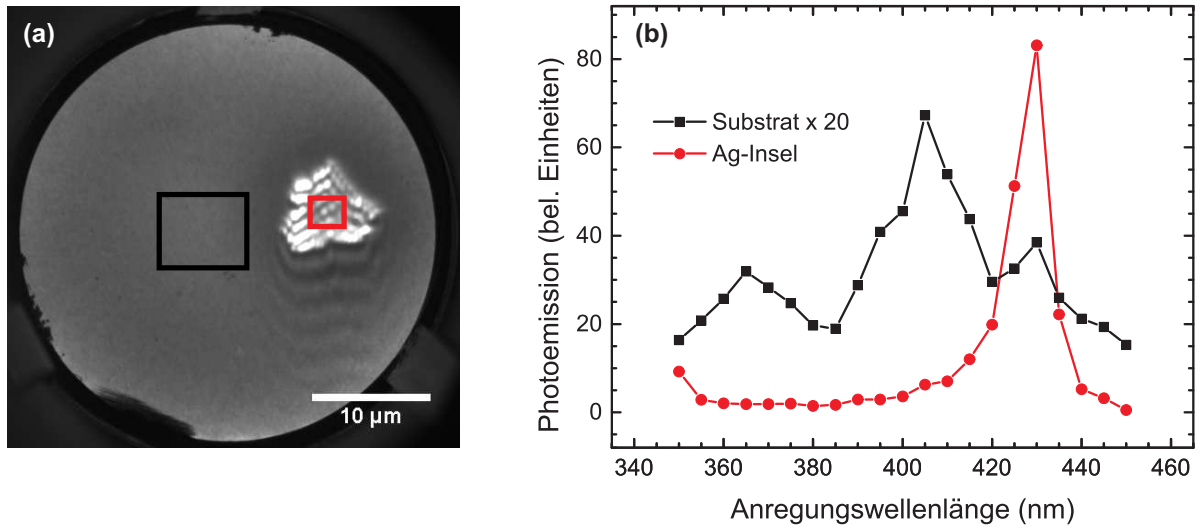 (a)
10 µm
(b)
Photoemission (bel. Einheiten)
80
60
40
20
0
Substrat x 20
Ag-Insel
340 360 380 400 420 440 460
Anregungswellenlänge (nm)